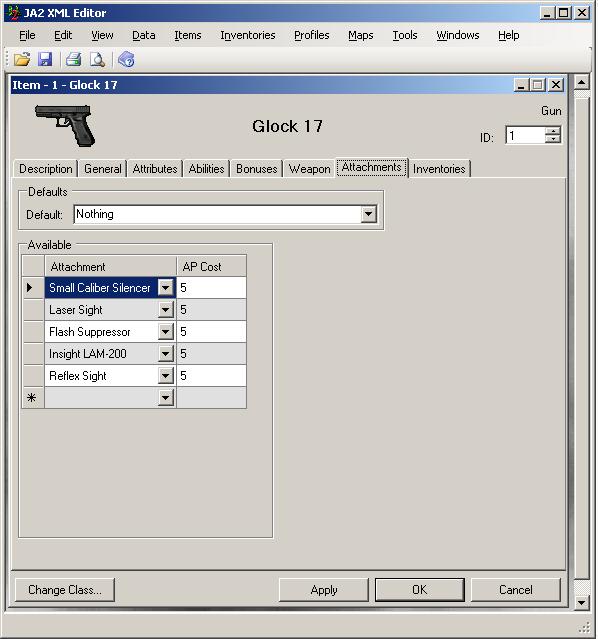 JA2 XML Editor
File Edit View Data Items Inventories Profiles Maps Tools Windows Help
Item - 1 - Glock 17
Gun
Glock 17
ID: 1
Description General Attributes Abilities Bonuses Weapon Attachments Inventories
Defaults
Default: Nothing
Available
Attachment AP Cost
Small Caliber Silencer 5
Laser Sight 5
Flash Suppressor 5
Insight LAM-200 5
Reflex Sight 5
Change Class... Apply OK Cancel